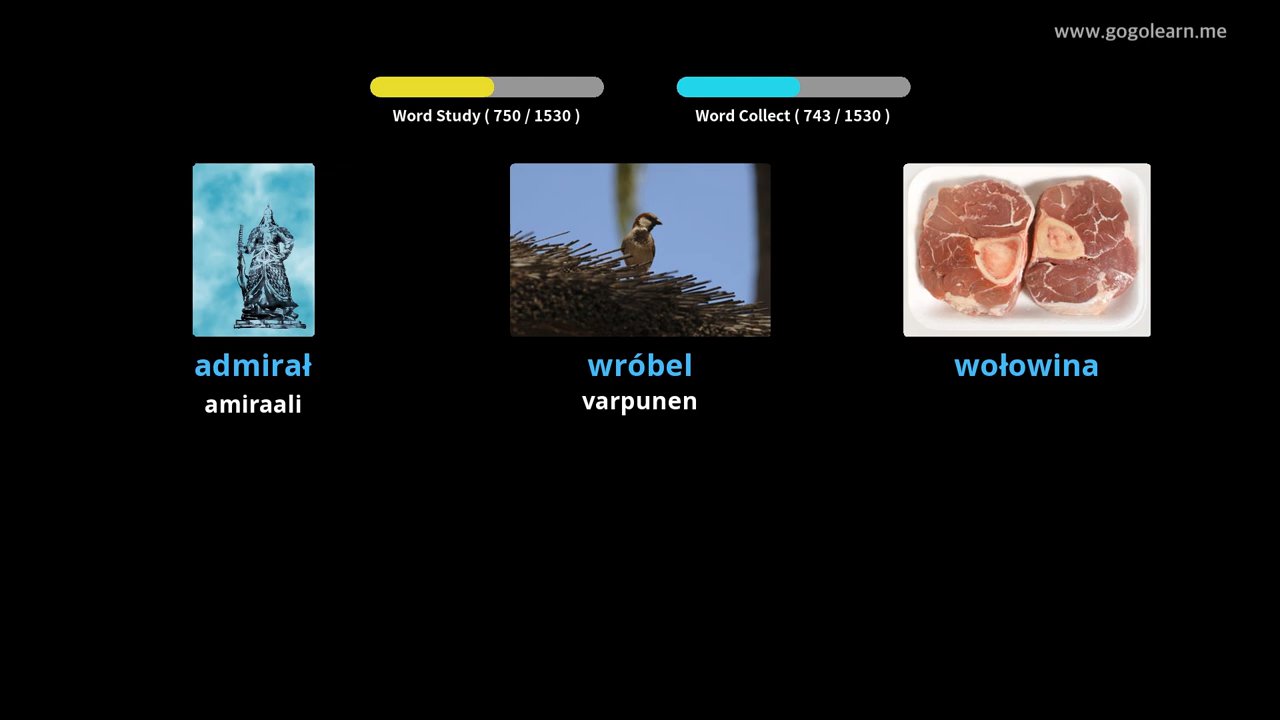 www.gogolearn.me
Word Study ( 750 / 1530 )
Word Collect ( 743 / 1530 )
admirał
amiraali
wróbel
varpunen
wołowina